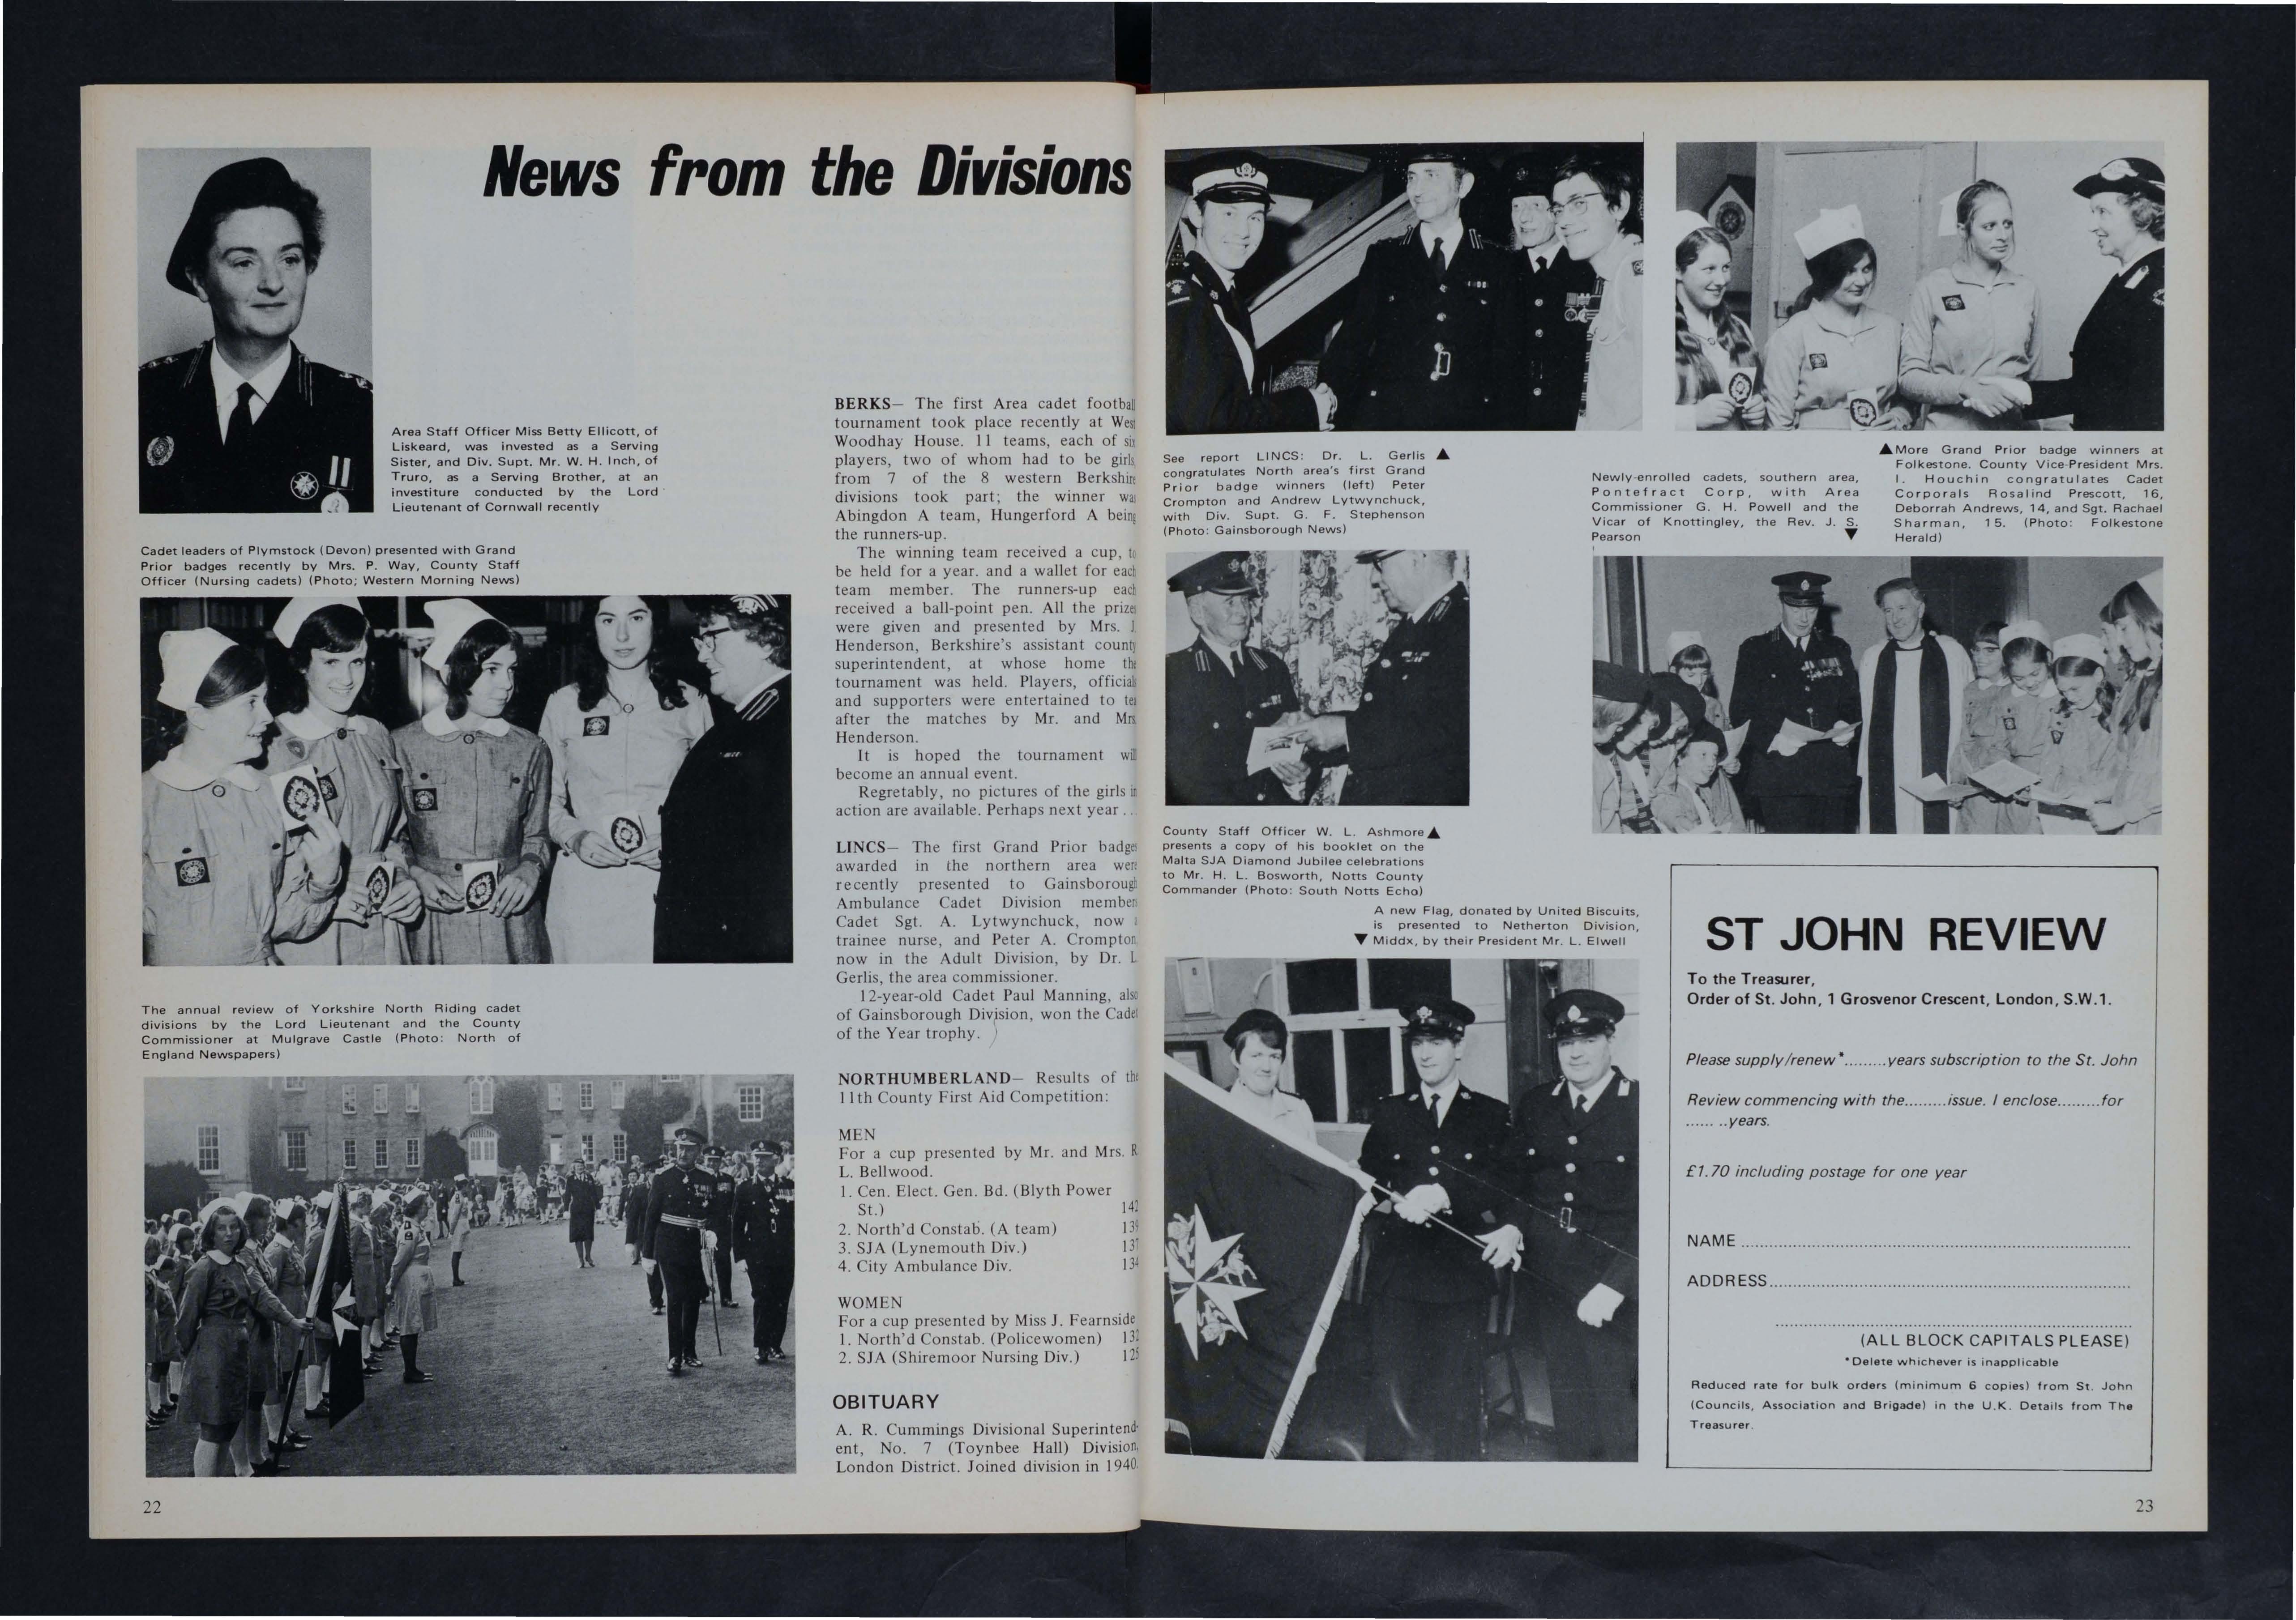 News from the Divisions
Area Staff Officer Miss Betty Ellicott, of
Liskeard, was invested as a Serving
Sister, and Div. Supt. Mr. W. H. Inch, of
Truro, as a Serving Brother, at an
investiture conducted by the Lord
Lieutenant of Cornwall recently
Cadet leaders of Plymstock (Devon) presented with Grand
Prior badges recently by Mrs. P. Way, County Staff
Officer (Nursing cadets) (Photo; Western Morning News)
The annual review of Yorkshire North Riding cadet
divisions by the Lord Lieutenant and the County
Commissioner at Mulgrave Castle (Photo: North of
England Newspapers)
22
BERKS— The first Area cadet football
tournament took place recently at West
Woodhay House. 11 teams, each of six
players, two of whom had to be girls,
from 7 of the 8 western Berkshire
divisions took part; the winner was
Abingdon A team, Hungerford A being
the runners-up.
The winning team received a cup, to
be held for a year. and a wallet for each
team member. The runners-up each
received a ball-point pen. All the prizes
were given and presented by Mrs. J
Henderson, Berkshire's assistant county
superintendent, at whose home the
tournament was held. Players, officials
and supporters were entertained to tea
after the matches by Mr. and Mrs.
Henderson.
It is hoped the tournament will
become an annual event.
Regretably, no pictures of the girls in
action are available. Perhaps next year . . .
LINCS— The first Grand Prior badges
awarded in the northern area were
recently presented to Gainsborough
Ambulance Cadet Division members
Cadet Sgt. A. Lytwynchuck, now a
trainee nurse, and Peter A. Crompton,
now in the Adult Division, by Dr. L
Gerlis, the area commissioner.
12-year-old Cadet Paul Manning, also
of Gainsborough Division, won the Cadet
of the Year trophy.
NORTHUMBERLAND— Results of the
11th County First Aid Competition:
MEN
For a cup presented by Mr. and Mrs. R
L. Bellwood.
1. Cen. Elect. Gen. Bd. (Blyth Power
St.) 142
2. North'd Constab. (A team) 139
3. SJA (Lynemouth Div.) 137
4. City Ambulance Div. 134
WOMEN
For a cup presented by Miss J. Fearnside
1. North'd Constab. (Policewomen) 132
2. SJA (Shiremoor Nursing Div.) 125
OBITUARY
A. R. Cummings Divisional Superintend-
ent, No. 7 (Toynbee Hall) Division,
London District. Joined division in 1940.
See report LINCS: Dr. L. Gerlis ▲
congratulates North area's first Grand
Prior badge winners (left) Peter
Crompton and Andrew Lytwynchuck,
with Div. Supt. G. F. Stephenson
(Photo: Gainsborough News)
Newly-enrolled cadets, southern area,
Pontefract Corp, with Area
Commissioner G. H. Powell and the
Vicar of Knottingley, the Rev. J. S.
Pearson ▼
▲ More Grand Prior badge winners at
Folkestone. County Vice-President Mrs.
I. Houchin congratulates Cadet
Corporals Rosalind Prescott, 16,
Deborrah Andrews, 14, and Sgt. Rachael
Sharman, 15. (Photo: Folkestone
Herald)
County Staff Officer W. L. Ashmore ▲
presents a copy of his booklet on the
Malta SJA Diamond Jubilee celebrations
to Mr. H. L. Bosworth, Notts County
Commander (Photo: South Notts Echo)
A new Flag, donated by United Biscuits,
is presented to Netherton Division,
▼ Middx, by their President Mr. L. Elwell
ST JOHN REVIEW
To the Treasurer,
Order of St. John, 1 Grosvenor Crescent, London, S.W.1.
Please supply/renew*.........years subscription to the St. John
Review commencing with the.........issue. I enclose.........for
...... ..years.
£1.70 including postage for one year
NAME ...........................................
ADDRESS...........................................
...........................................
(ALL BLOCK CAPITALS PLEASE)
*Delete whichever is inapplicable
Reduced rate for bulk orders (minimum 6 copies) from St. John
(Councils, Association and Brigade) in the U.K. Details from The
Treasurer.
23